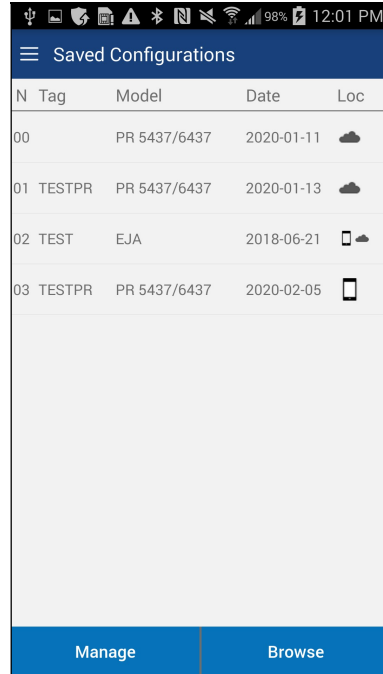 98% 12:01 PM
Saved Configurations
N Tag Model Date Loc
00 PR 5437/6437 2020-01-11
01 TESTPR PR 5437/6437 2020-01-13
02 TEST EJA 2018-06-21
03 TESTPR PR 5437/6437 2020-02-05
Manage Browse